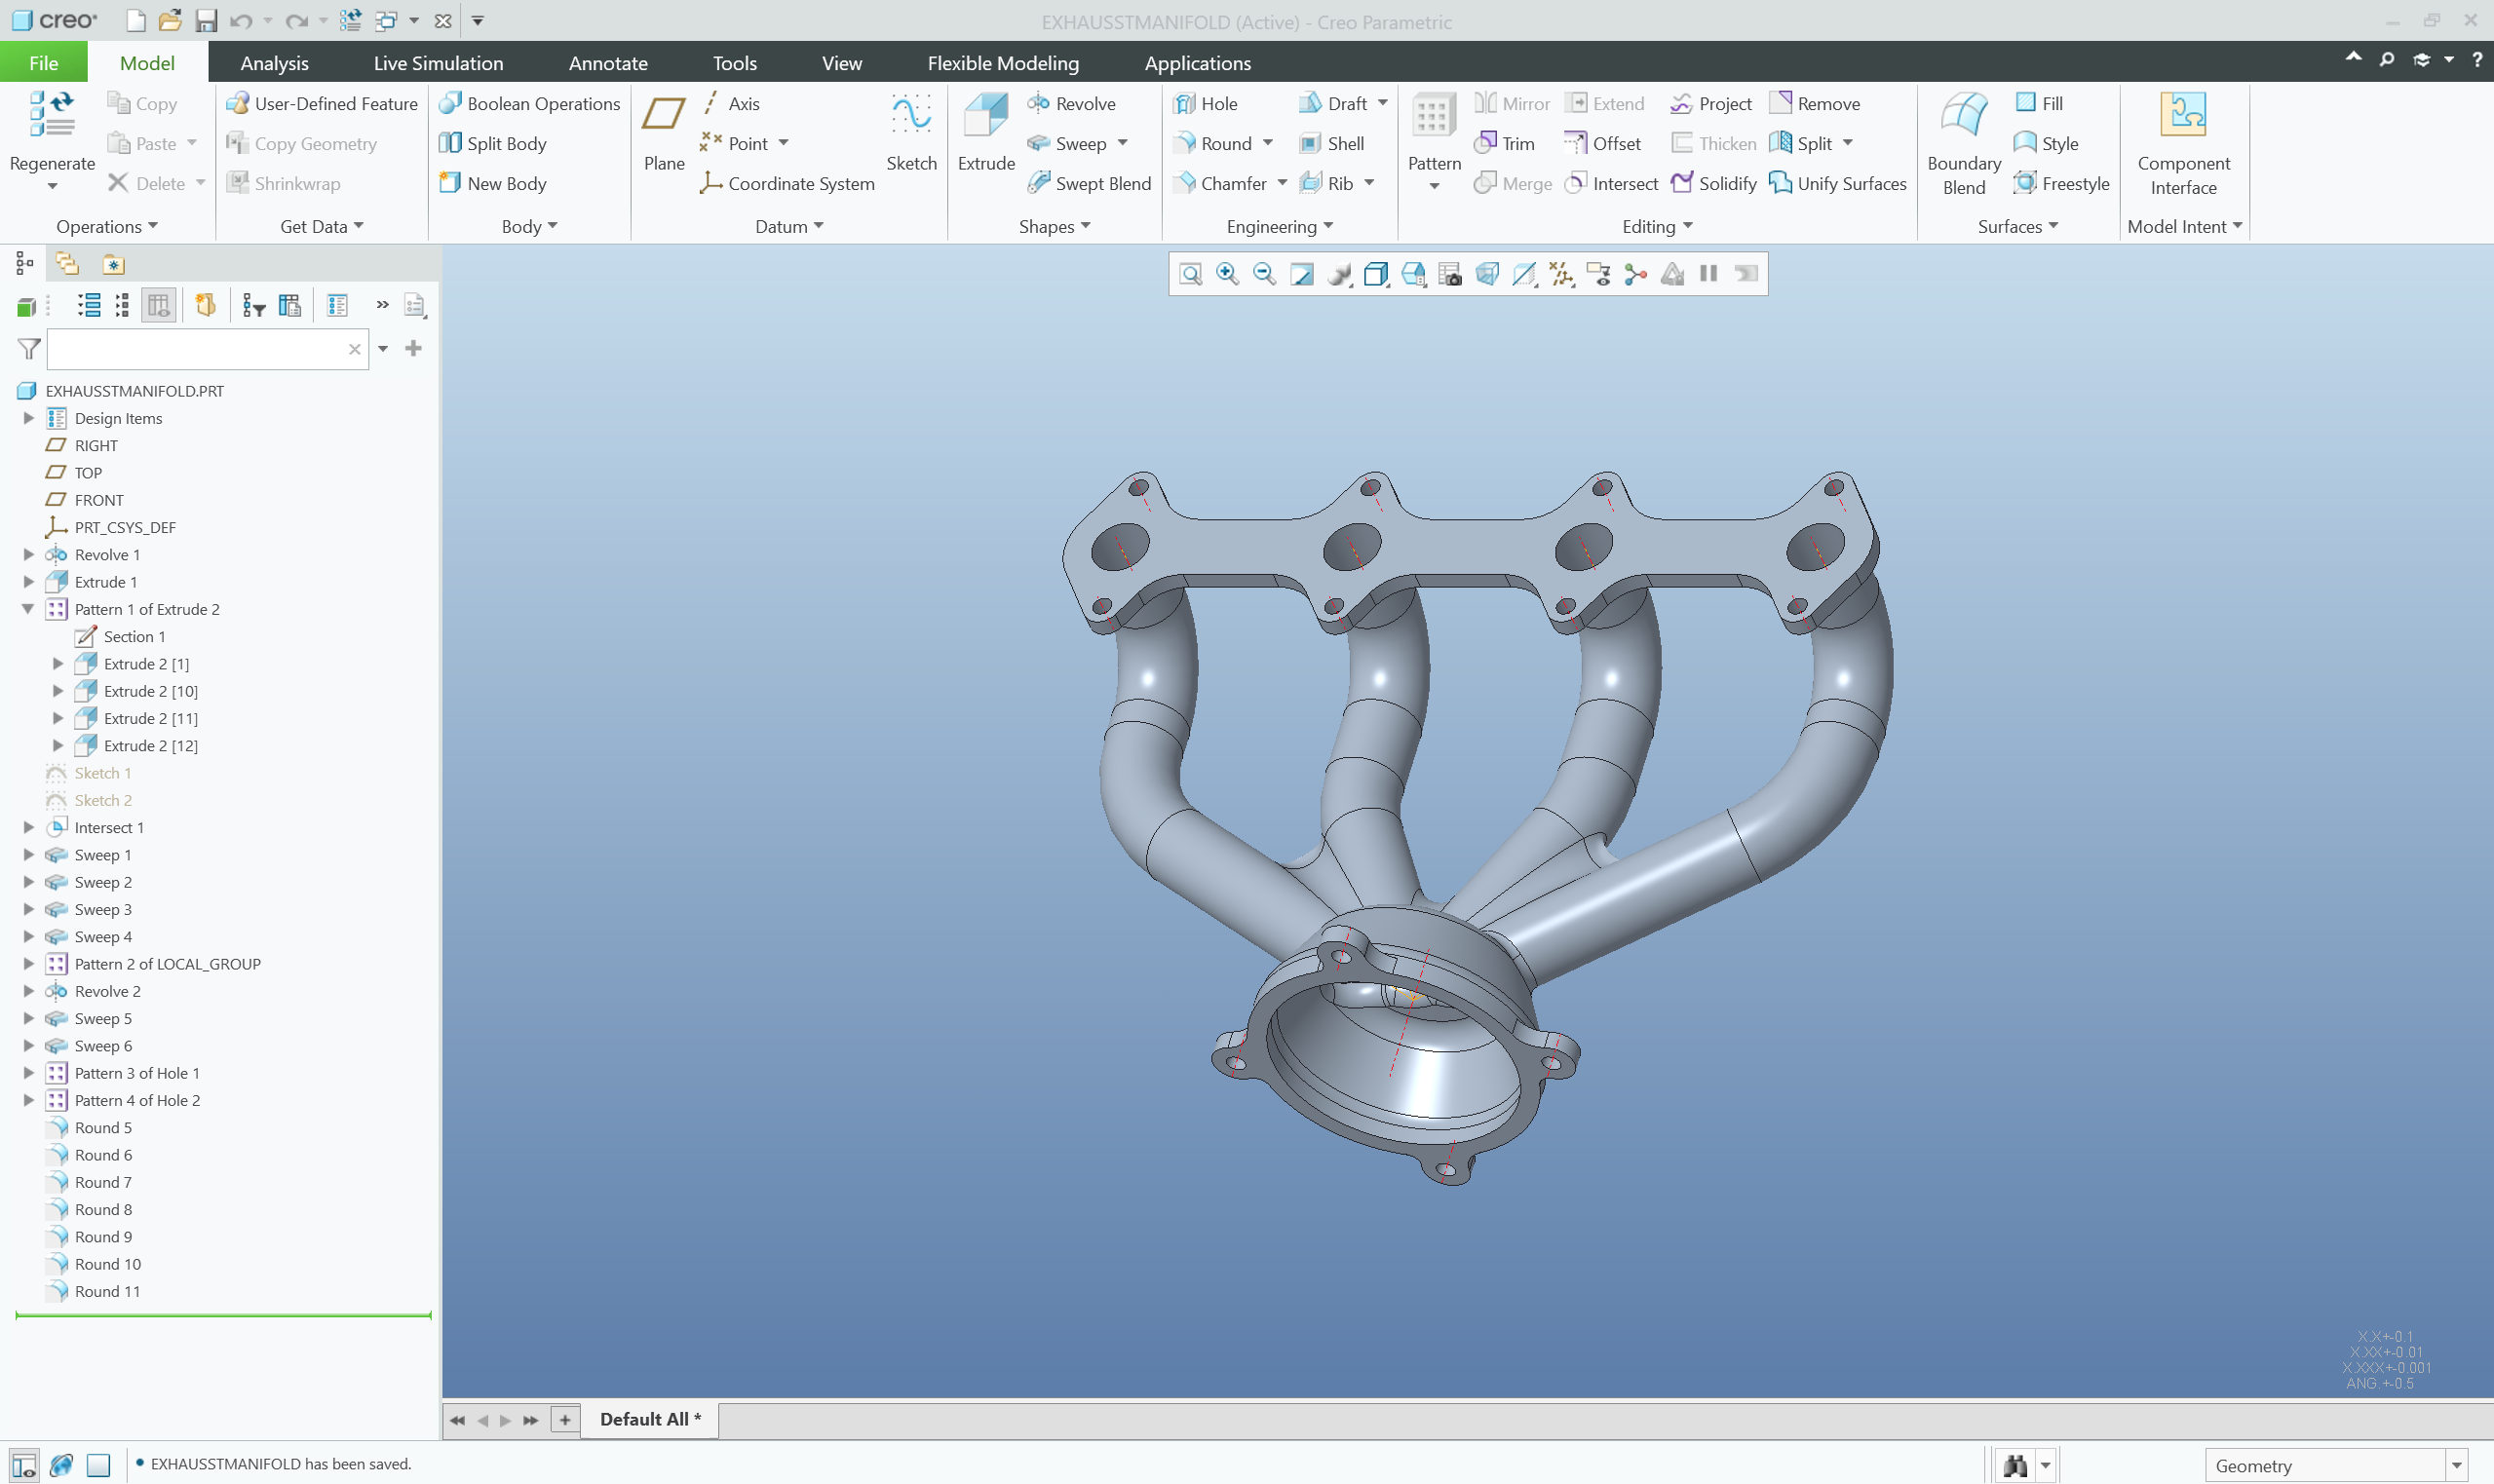 creo
EXHAUSSTMANIFOLD (Active) - Creo Parametric
File Model Analysis Live Simulation Annotate Tools View Flexible Modeling Applications ?
Regenerate
Copy
Paste
Delete
Operations
User-Defined Feature
Copy Geometry
Shrinkwrap
Get Data
Boolean Operations
Split Body
New Body
Body
Plane
Axis
Point
Coordinate System
Sketch
Datum
Extrude
Revolve
Sweep
Swept Blend
Shapes
Hole
Round
Chamfer
Draft
Shell
Rib
Engineering
Pattern
Mirror
Trim
Merge
Extend
Offset
Intersect
Project
Thicken
Solidify
Remove
Split
Unify Surfaces
Editing
Boundary
Blend
Fill
Style
Freestyle
Surfaces
Component
Interface
Model Intent
EXHAUSSTMANIFOLD.PRT
Design Items
RIGHT
TOP
FRONT
PRT_CSYS_DEF
Revolve 1
Extrude 1
Pattern 1 of Extrude 2
Section 1
Extrude 2 [1]
Extrude 2 [10]
Extrude 2 [11]
Extrude 2 [12]
Sketch 1
Sketch 2
Intersect 1
Sweep 1
Sweep 2
Sweep 3
Sweep 4
Pattern 2 of LOCAL_GROUP
Revolve 2
Sweep 5
Sweep 6
Pattern 3 of Hole 1
Pattern 4 of Hole 2
Round 5
Round 6
Round 7
Round 8
Round 9
Round 10
Round 11
X.X+-0.1
X.XX+-0.01
X.XXX+-0.001
ANG.+-0.5
Default All *
• EXHAUSSTMANIFOLD has been saved.
Geometry